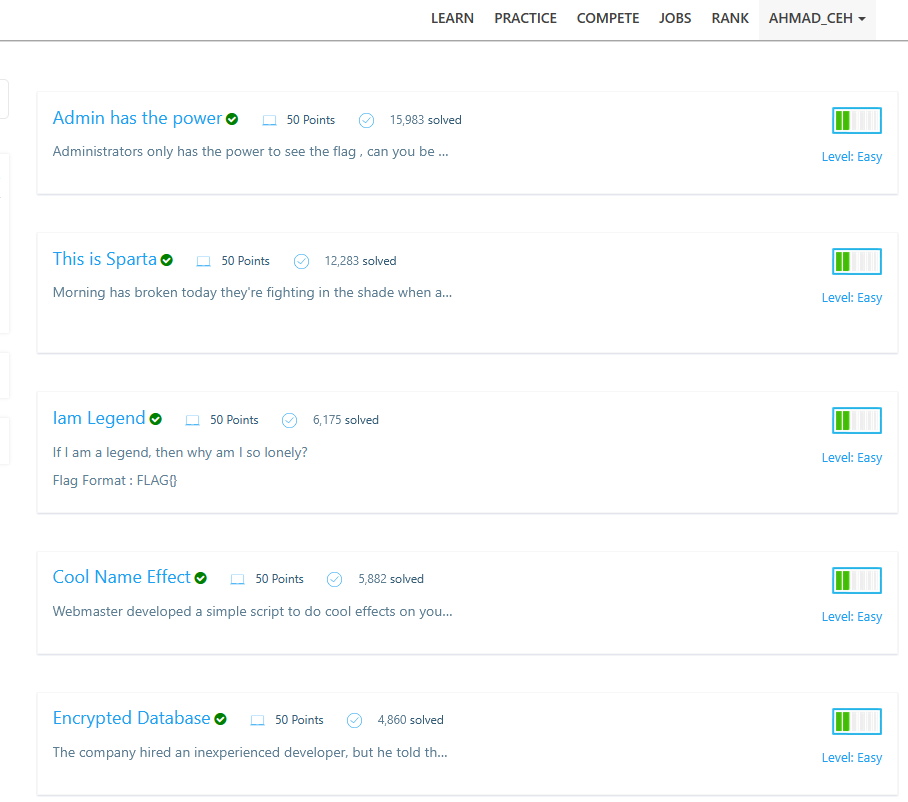 LEARN PRACTICE COMPETE JOBS RANK AHMAD_CEH
Admin has the power 50 Points 15,983 solved
Administrators only has the power to see the flag , can you be ...
Level: Easy
This is Sparta 50 Points 12,283 solved
Morning has broken today they're fighting in the shade when a...
Level: Easy
Iam Legend 50 Points 6,175 solved
If I am a legend, then why am I so lonely?
Level: Easy
Flag Format : FLAG{}
Cool Name Effect 50 Points 5,882 solved
Webmaster developed a simple script to do cool effects on you...
Level: Easy
Encrypted Database 50 Points 4,860 solved
The company hired an inexperienced developer, but he told th...
Level: Easy